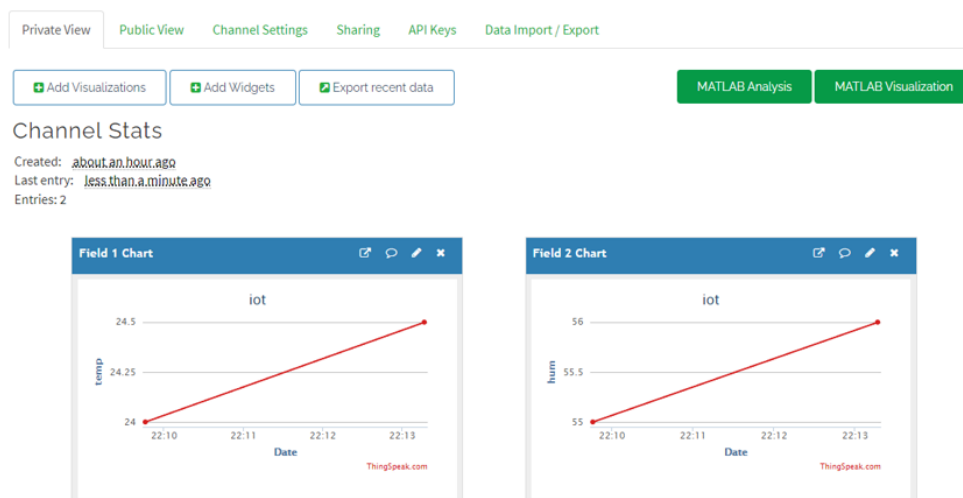 Private View Public View Channel Settings Sharing API Keys Data Import / Export
Add Visualizations Add Widgets Export recent data MATLAB Analysis MATLAB Visualization
Channel Stats
Created: about an hour ago
Last entry: less than a minute ago
Entries: 2
Field 1 Chart
iot
24.5
24.25
24
temp
22:10 22:11 22:12 22:13
Date
ThingSpeak.com
Field 2 Chart
iot
56
55.5
55
hum
22:10 22:11 22:12 22:13
Date
ThingSpeak.com